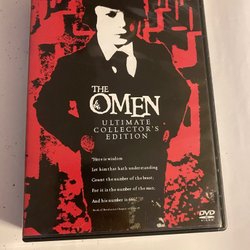 THE
OMEN
ULTIMATE
COLLECTOR'S
EDITION
"Here is wisdom
Let him that hath understanding
Count the number of the beast;
For it is the number of the man;
And his number is 666."
DVD